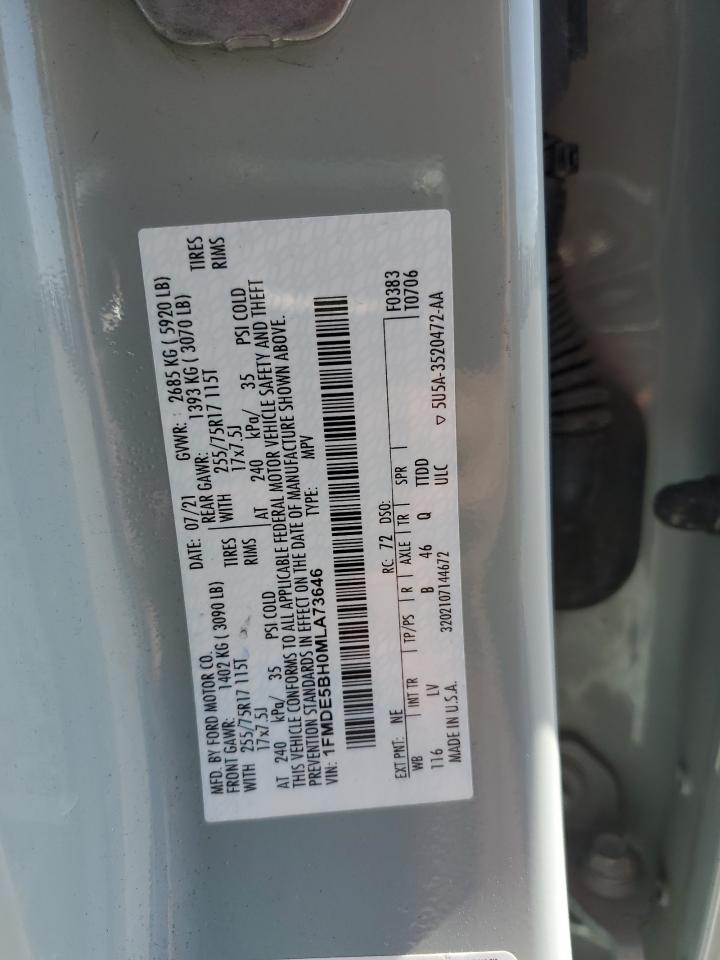 MFD. BY FORD MOTOR CO.
DATE: 07/21 GVWR: 2685 KG ( 5920 LB)
FRONT GAWR: 1402 KG ( 3090 LB) REAR GAWR: 1393 KG ( 3070 LB)
WITH 255/75R17 115T TIRES WITH 255/75R17 115T TIRES
17x7.5J RIMS 17x7.5J RIMS
AT 240 kPa/ 35 PSI COLD AT 240 kPa/ 35 PSI COLD
THIS VEHICLE CONFORMS TO ALL APPLICABLE FEDERAL MOTOR VEHICLE SAFETY AND THEFT
PREVENTION STANDARDS IN EFFECT ON THE DATE OF MANUFACTURE SHOWN ABOVE.
VIN: 1FMDE5BH0MLA73646 TYPE: MPV
EXT PNT: NE RC: 72 DSO: F0383
WB INT TR TP/PS R AXLE TR SPR T0706
116 LV B 46 Q TTDD
ULC
MADE IN U.S.A. 3202107144672 ▽ 5U5A-3520472-AA